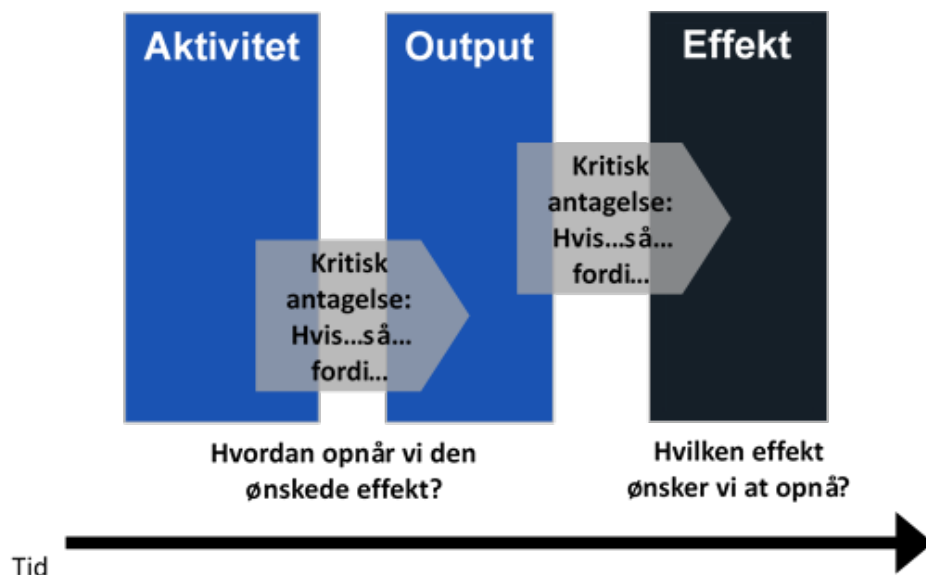 Aktivitet
Output
Effekt
Kritisk
antagelse:
Hvis...så...
fordi...
Kritisk
antagelse:
Hvis...så...
fordi...
Hvordan opnår vi den
ønskede effekt?
Hvilken effekt
ønsker vi at opnå?
Tid